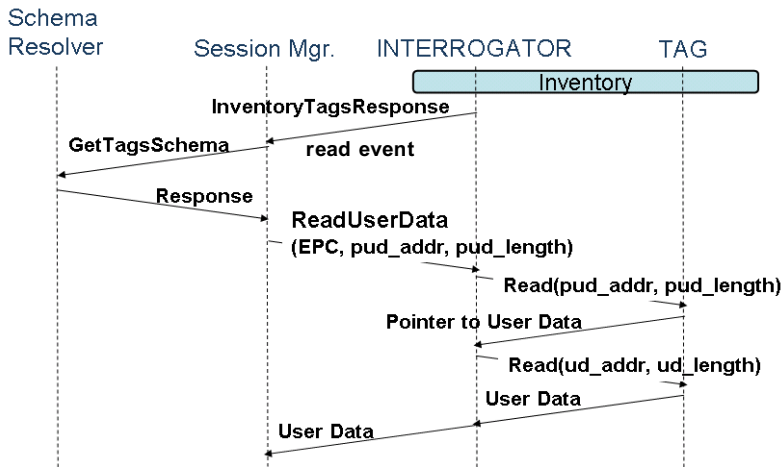 Schema
Resolver
Session Mgr.
INTERROGATOR
TAG
Inventory
InventoryTagsResponse
GetTagsSchema
read event
Response
ReadUserData
(EPC, pud_addr, pud_length)
Read(pud_addr, pud_length)
Pointer to User Data
Read(ud_addr, ud_length)
User Data
User Data